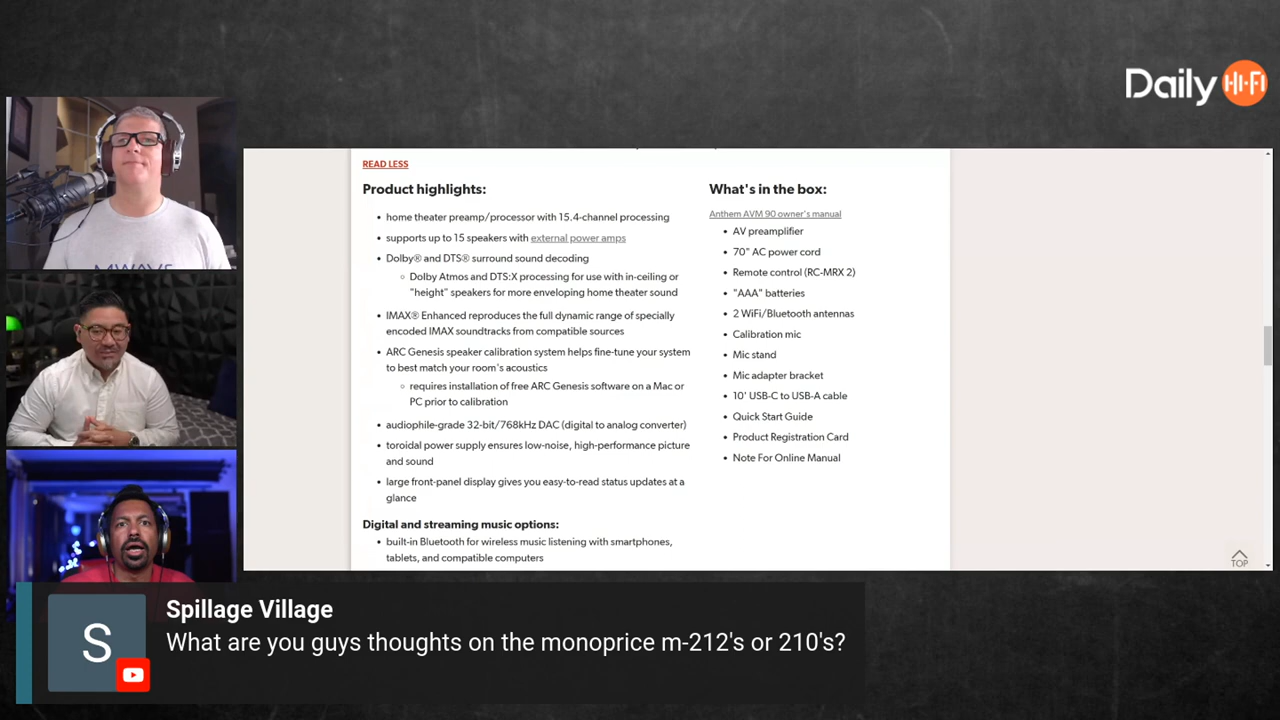 Daily HI-FI
MWAVE
READ LESS
Product highlights:
• home theater preamp/processor with 15.4-channel processing
• supports up to 15 speakers with external power amps
• Dolby® and DTS® surround sound decoding
◦ Dolby Atmos and DTS:X processing for use with in-ceiling or
"height" speakers for more enveloping home theater sound
• IMAX® Enhanced reproduces the full dynamic range of specially
encoded IMAX soundtracks from compatible sources
• ARC Genesis speaker calibration system helps fine-tune your system
to best match your room's acoustics
◦ requires installation of free ARC Genesis software on a Mac or
PC prior to calibration
• audiophile-grade 32-bit/768kHz DAC (digital to analog converter)
• toroidal power supply ensures low-noise, high-performance picture
and sound
• large front-panel display gives you easy-to-read status updates at a
glance
Digital and streaming music options:
• built-in Bluetooth for wireless music listening with smartphones,
tablets, and compatible computers
What's in the box:
Anthem AVM 90 owner's manual
• AV preamplifier
• 70" AC power cord
• Remote control (RC-MRX 2)
• "AAA" batteries
• 2 WiFi/Bluetooth antennas
• Calibration mic
• Mic stand
• Mic adapter bracket
• 10' USB-C to USB-A cable
• Quick Start Guide
• Product Registration Card
• Note For Online Manual
TOP
S
Spillage Village
What are you guys thoughts on the monoprice m-212's or 210's?